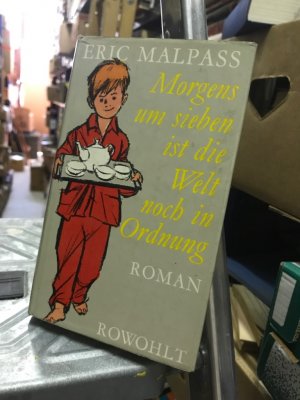 ERIC MALPASS
Morgens
um sieben
ist die
Welt
noch in
Ordnung
ROMAN
ROWOHLT